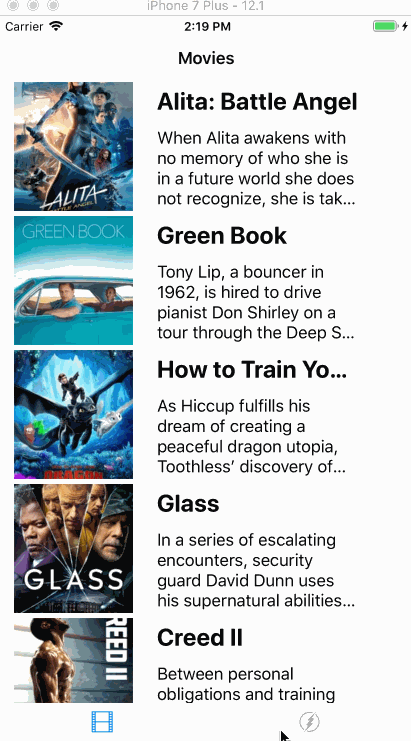 iPhone 7 Plus - 12.1
Carrier 2:19 PM
Movies
ALITA
BATTLE ANGEL
Alita: Battle Angel
When Alita awakens with
no memory of who she is
in a future world she does
not recognize, she is tak...
GREEN BOOK
Green Book
Tony Lip, a bouncer in
1962, is hired to drive
pianist Don Shirley on a
tour through the Deep S...
DRAGON
How to Train Yo...
As Hiccup fulfills his
dream of creating a
peaceful dragon utopia,
Toothless’ discovery of...
GLASS
Glass
In a series of escalating
encounters, security
guard David Dunn uses
his supernatural abilities...
REED II
Creed II
Between personal
obligations and training